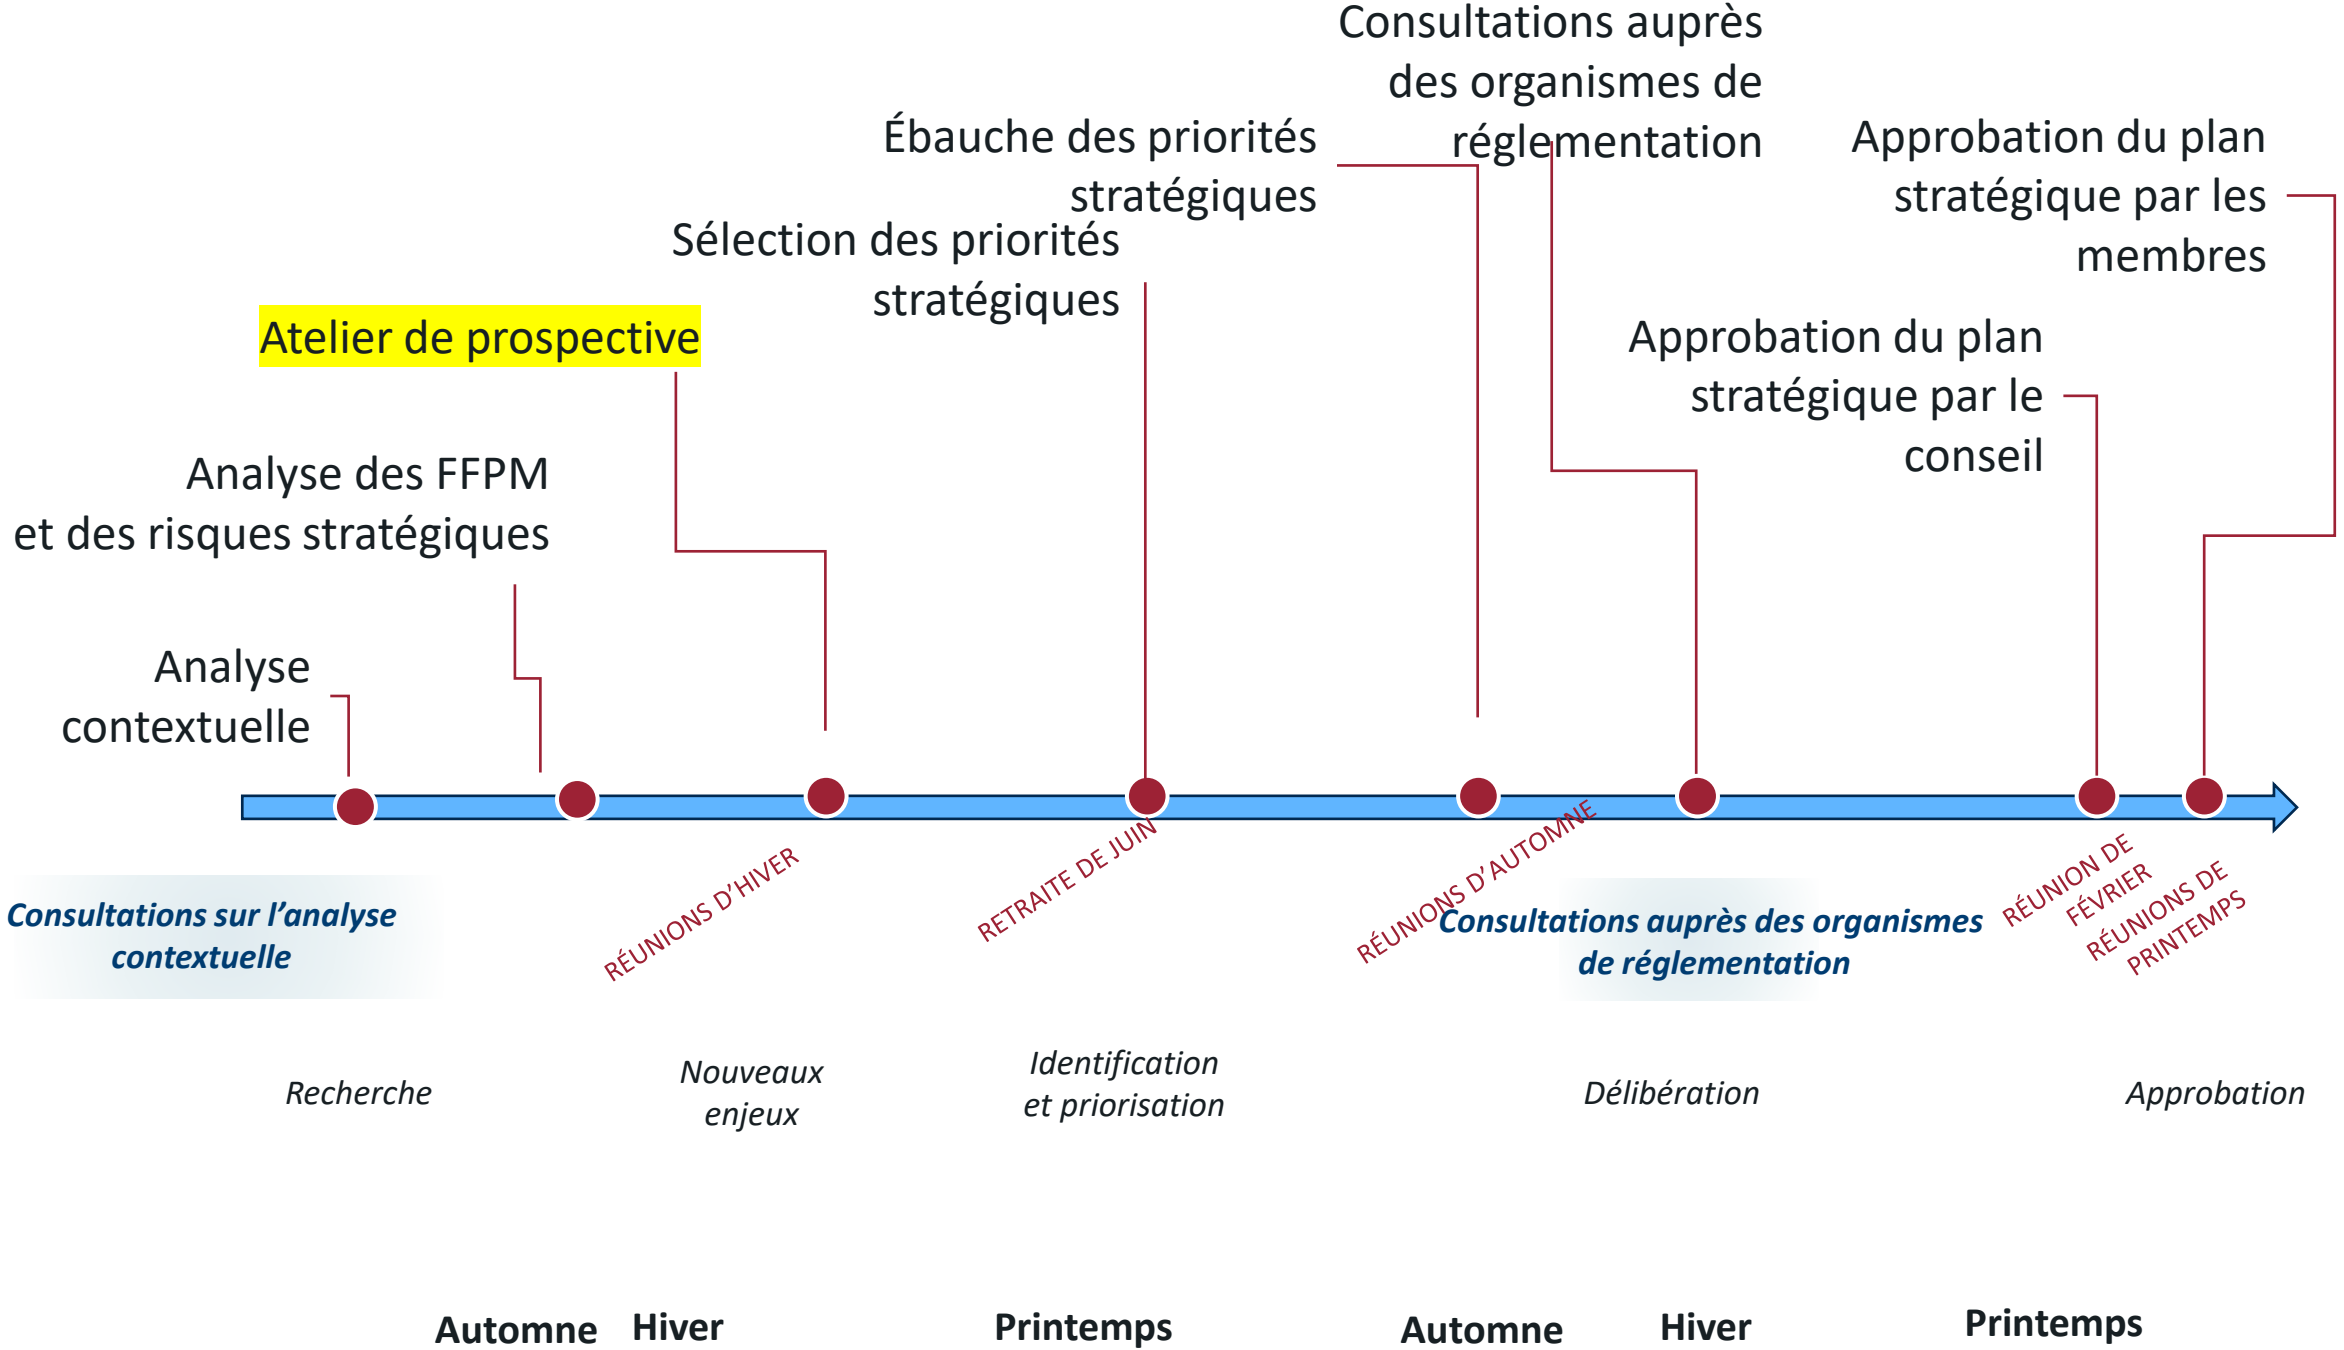 Consultations auprès
des organismes de
réglementation
Ébauche des priorités
stratégiques
Approbation du plan
stratégique par les
membres
Sélection des priorités
stratégiques
Atelier de prospective
Approbation du plan
stratégique par le
conseil
Analyse des FFPM
et des risques stratégiques
Analyse
contextuelle
RÉUNIONS D’HIVER
RETRAITE DE JUIN
RÉUNIONS D’AUTOMNE
RÉUNION DE
FÉVRIER
RÉUNIONS DE
PRINTEMPS
Consultations sur l’analyse
contextuelle
Consultations auprès des organismes
de réglementation
Recherche
Nouveaux
enjeux
Identification
et priorisation
Délibération
Approbation
Automne
Hiver
Printemps
Automne
Hiver
Printemps